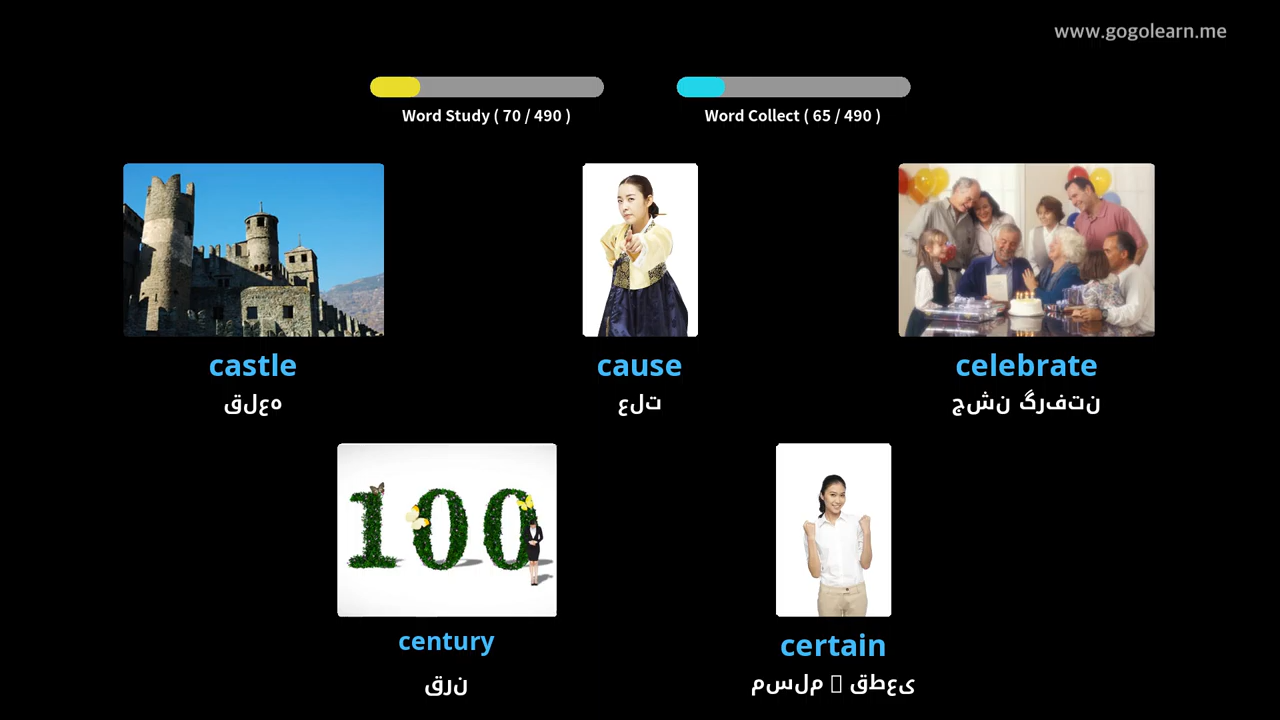 www.gogolearn.me
Word Study ( 70 / 490 )
Word Collect ( 65 / 490 )
castle
قلعه
cause
علت
celebrate
جشن گرفتن
century
قرن
certain
مسلم ▯ قطعی